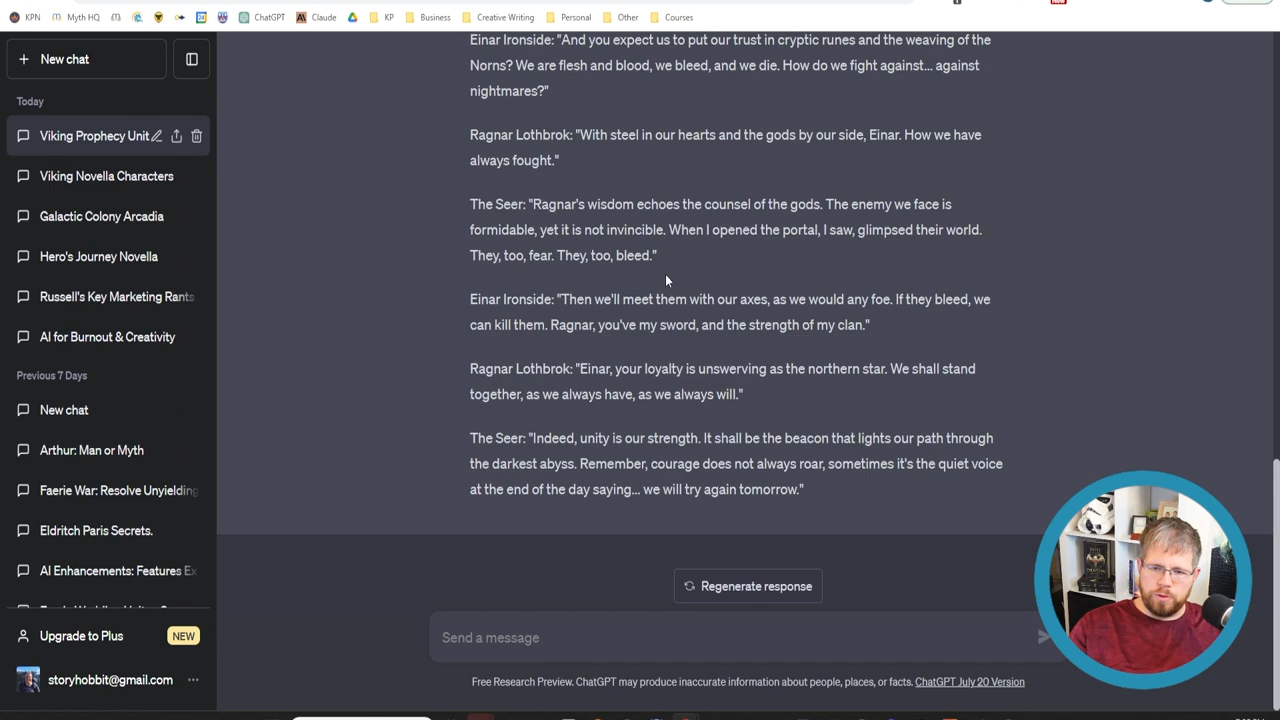 KPN Myth HQ ChatGPT Claude KP Business Creative Writing Personal Other Courses
New chat
Today
Viking Prophecy Unit
Viking Novella Characters
Galactic Colony Arcadia
Hero's Journey Novella
Russell's Key Marketing Rants
AI for Burnout & Creativity
Previous 7 Days
New chat
Arthur: Man or Myth
Faerie War: Resolve Unyielding
Eldritch Paris Secrets.
AI Enhancements: Features Ex
Upgrade to Plus NEW
storyhobbit@gmail.com
Einar Ironside: "And you expect us to put our trust in cryptic runes and the weaving of the
Norns? We are flesh and blood, we bleed, and we die. How do we fight against... against
nightmares?"
Ragnar Lothbrok: "With steel in our hearts and the gods by our side, Einar. How we have
always fought."
The Seer: "Ragnar's wisdom echoes the counsel of the gods. The enemy we face is
formidable, yet it is not invincible. When I opened the portal, I saw, glimpsed their world.
They, too, fear. They, too, bleed."
Einar Ironside: "Then we'll meet them with our axes, as we would any foe. If they bleed, we
can kill them. Ragnar, you've my sword, and the strength of my clan."
Ragnar Lothbrok: "Einar, your loyalty is unswerving as the northern star. We shall stand
together, as we always have, as we always will."
The Seer: "Indeed, unity is our strength. It shall be the beacon that lights our path through
the darkest abyss. Remember, courage does not always roar, sometimes it's the quiet voice
at the end of the day saying... we will try again tomorrow."
Regenerate response
Send a message
Free Research Preview. ChatGPT may produce inaccurate information about people, places, or facts. ChatGPT July 20 Version